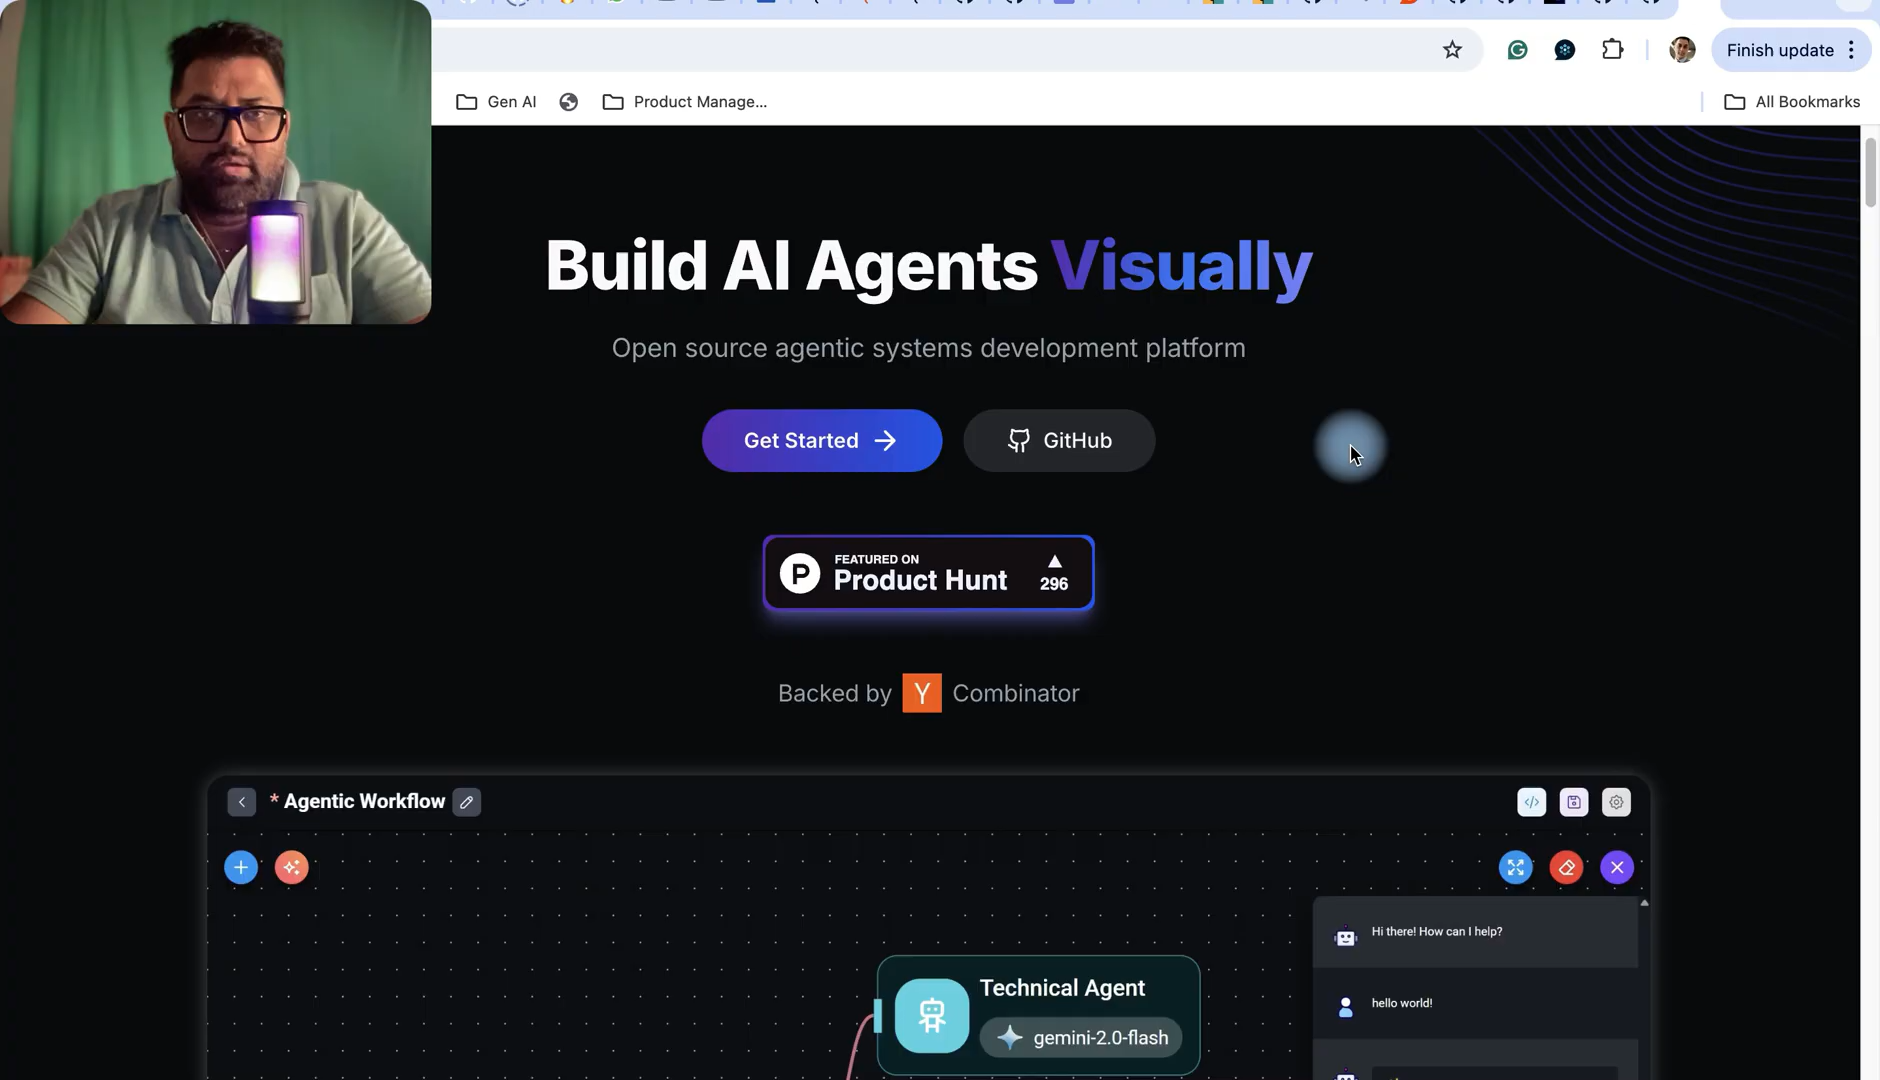 Finish update
Gen AI
Product Manage...
All Bookmarks
Build AI Agents Visually
Open source agentic systems development platform
Get Started
GitHub
P
FEATURED ON
Product Hunt
296
Backed by Y Combinator
* Agentic Workflow
Hi there! How can I help?
Technical Agent
hello world!
gemini-2.0-flash